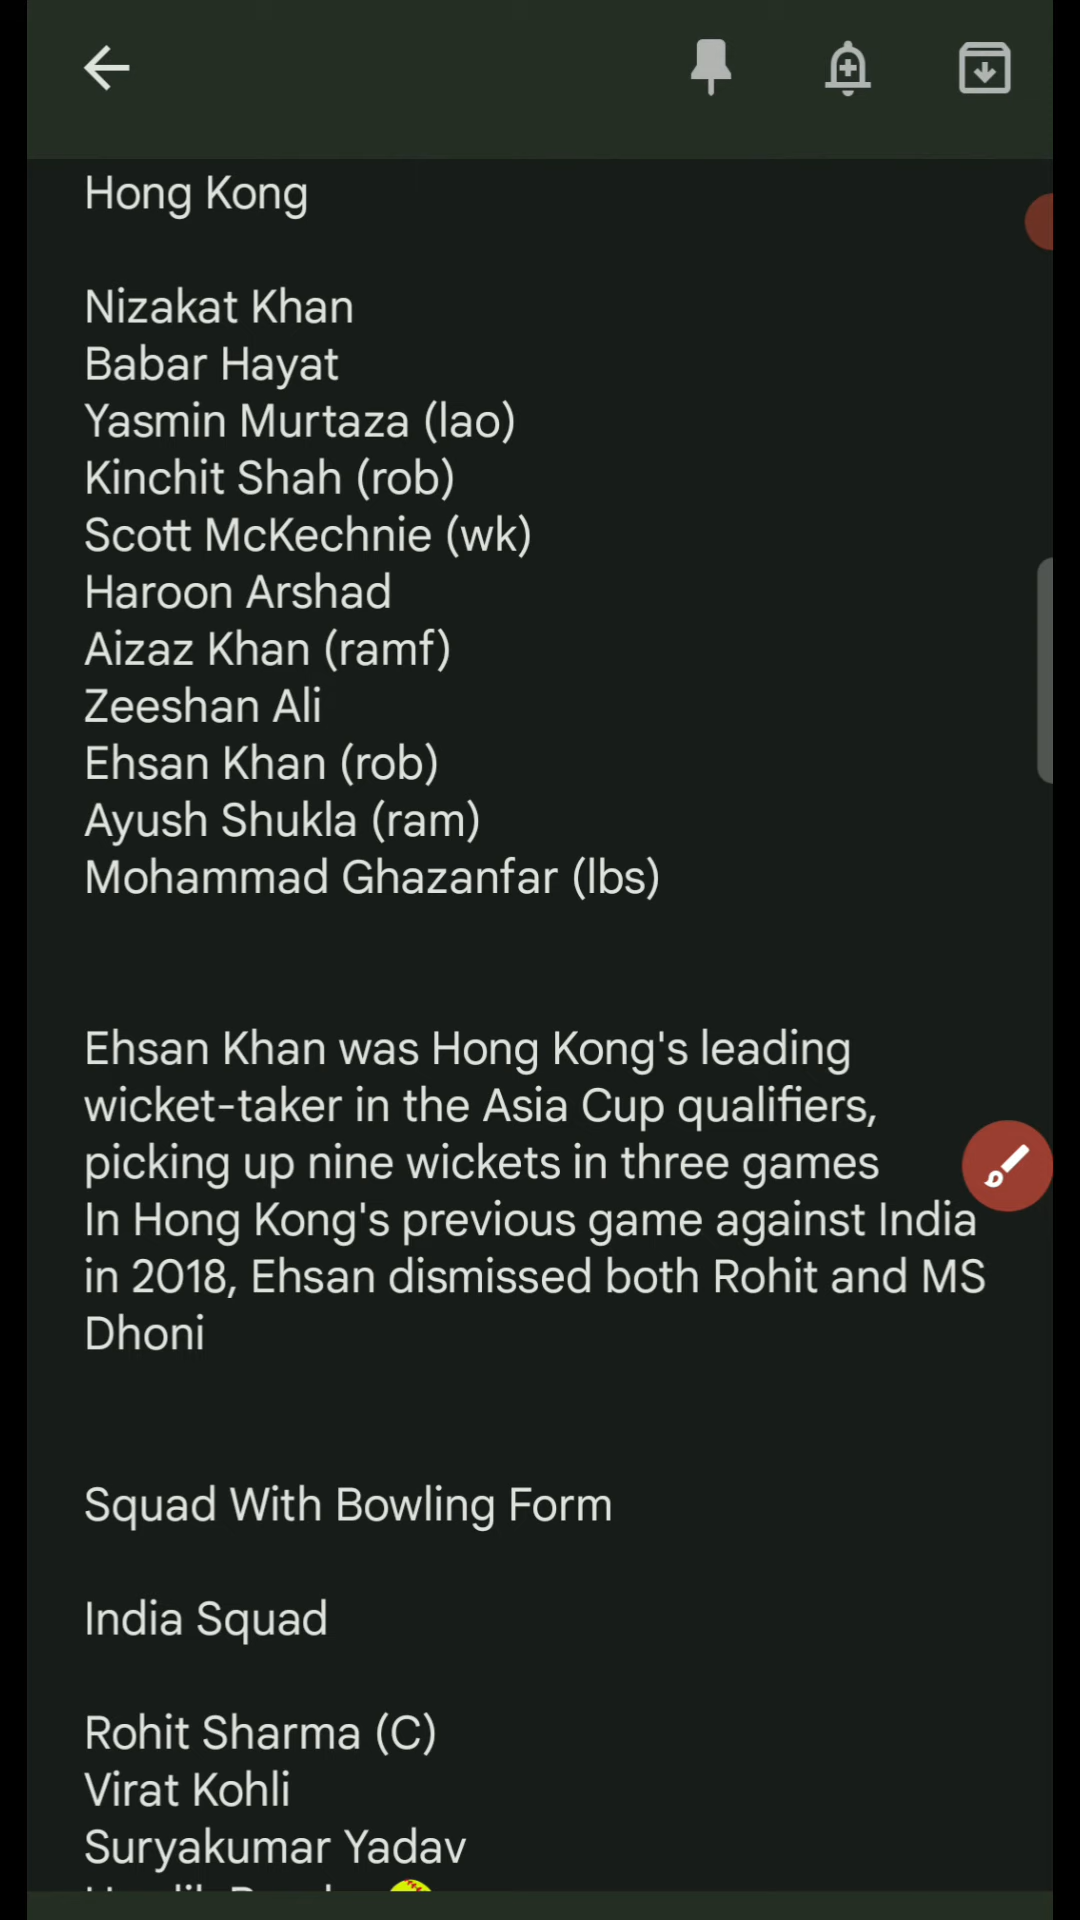 Hong Kong
Nizakat Khan
Babar Hayat
Yasmin Murtaza (lao)
Kinchit Shah (rob)
Scott McKechnie (wk)
Haroon Arshad
Aizaz Khan (ramf)
Zeeshan Ali
Ehsan Khan (rob)
Ayush Shukla (ram)
Mohammad Ghazanfar (lbs)
Ehsan Khan was Hong Kong's leading
wicket-taker in the Asia Cup qualifiers,
picking up nine wickets in three games
In Hong Kong's previous game against India
in 2018, Ehsan dismissed both Rohit and MS
Dhoni
Squad With Bowling Form
India Squad
Rohit Sharma (C)
Virat Kohli
Suryakumar Yadav